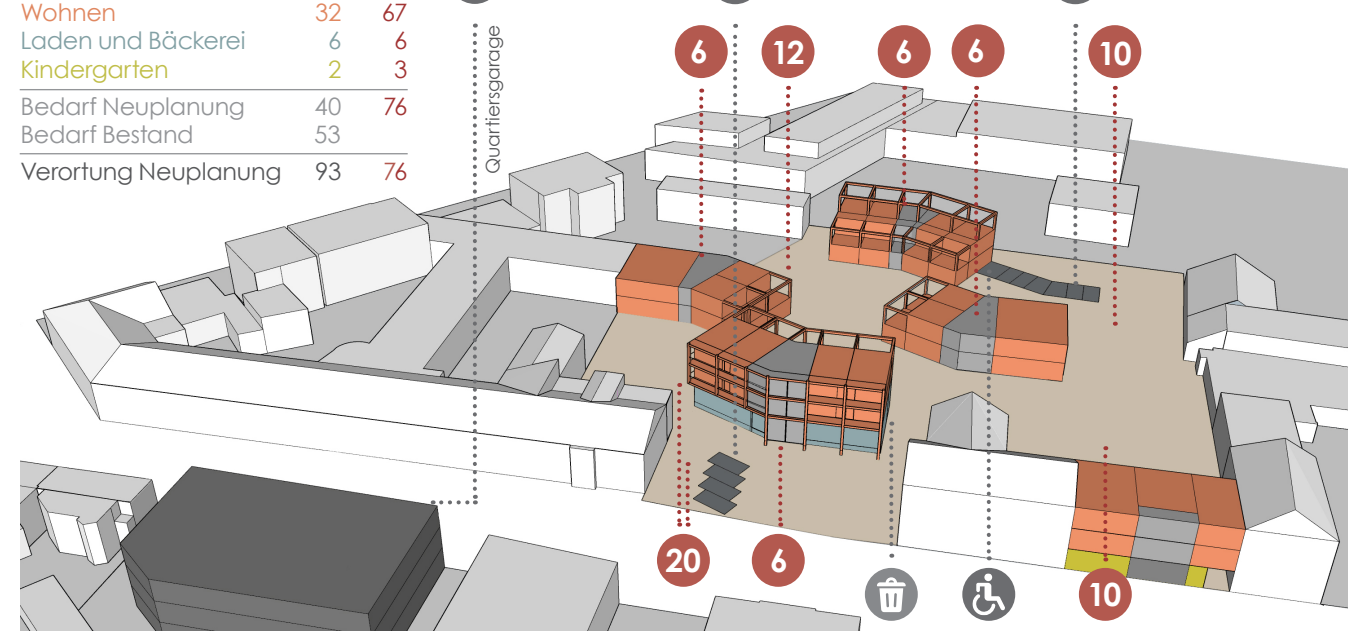 Wohnen 32 67
Laden und Bäckerei 6 6
Kindergarten 2 3
Bedarf Neuplanung 40 76
Bedarf Bestand 53
Verortung Neuplanung 93 76
Quartiersgarage
6 12 6 6 10
20 6 10